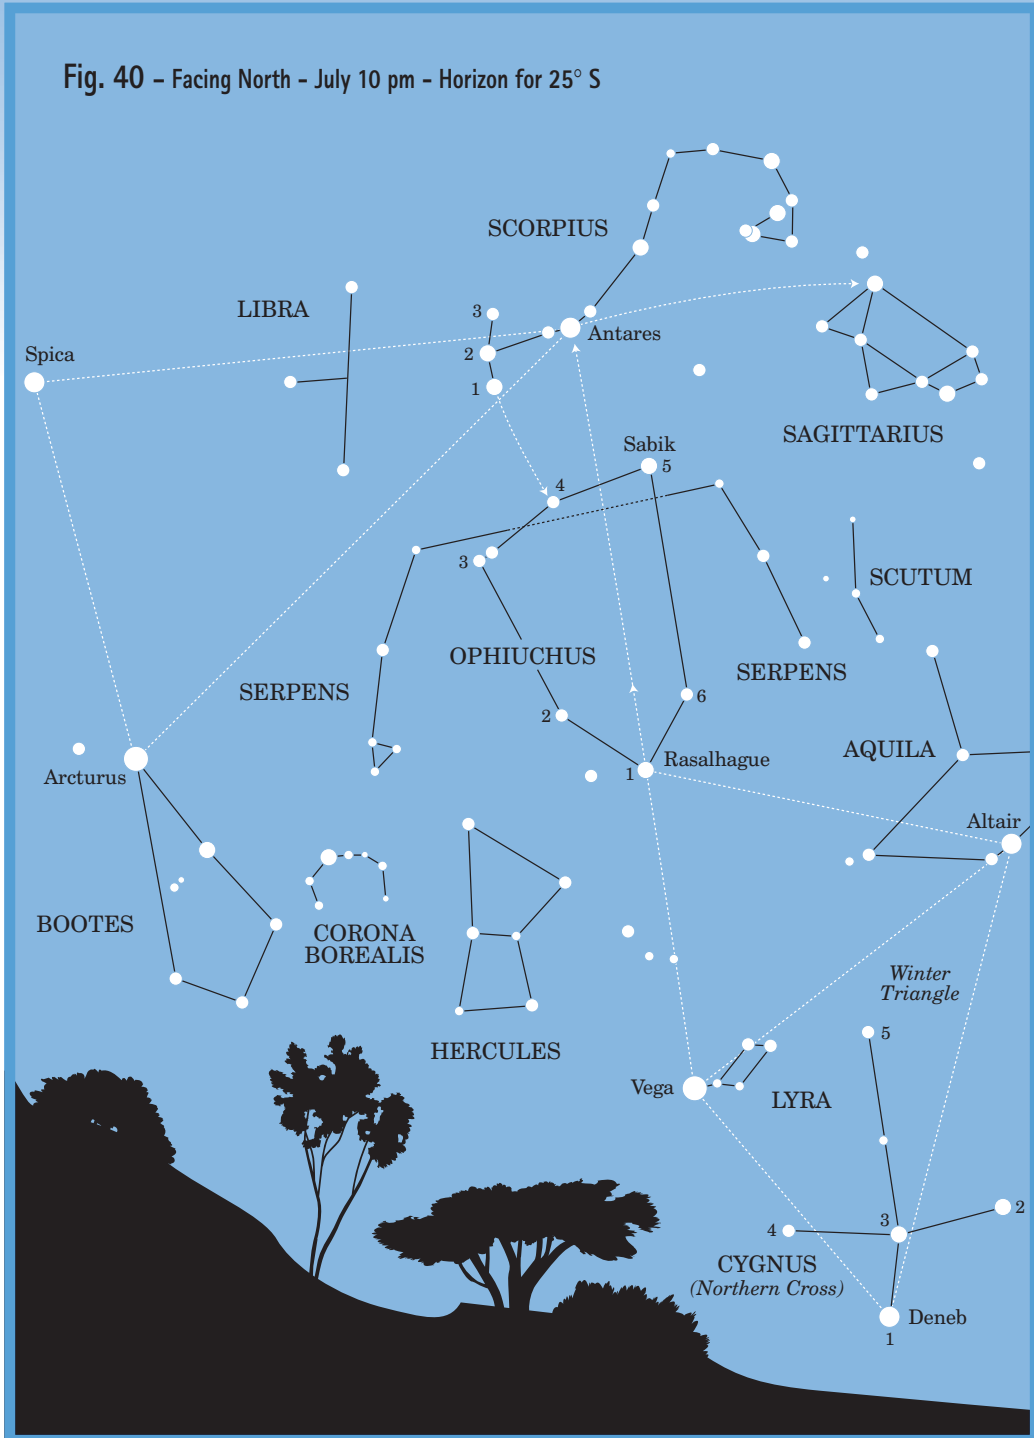 Fig. 40 – Facing North – July 10 pm – Horizon for 25° S
SCORPIUS
LIBRA
3
Antares
Spica
2
1
SAGITTARIUS
Sabik
5
4
3
SCUTUM
OPHIUCHUS
SERPENS
SERPENS
6
2
AQUILA
Rasalhague
1
Arcturus
Altair
BOOTES
CORONA
BOREALIS
Winter
Triangle
5
HERCULES
Vega
LYRA
2
3
4
CYGNUS
(Northern Cross)
Deneb
1